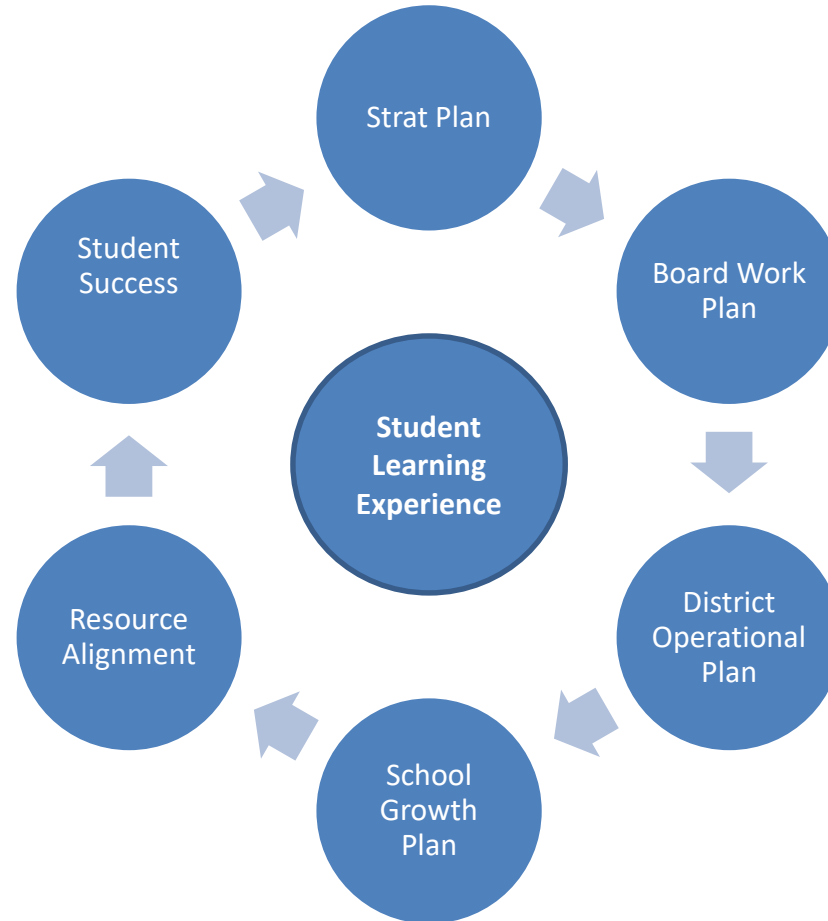 Strat Plan
Board Work
Plan
District
Operational
Plan
School
Growth
Plan
Resource
Alignment
Student
Success
Student
Learning
Experience